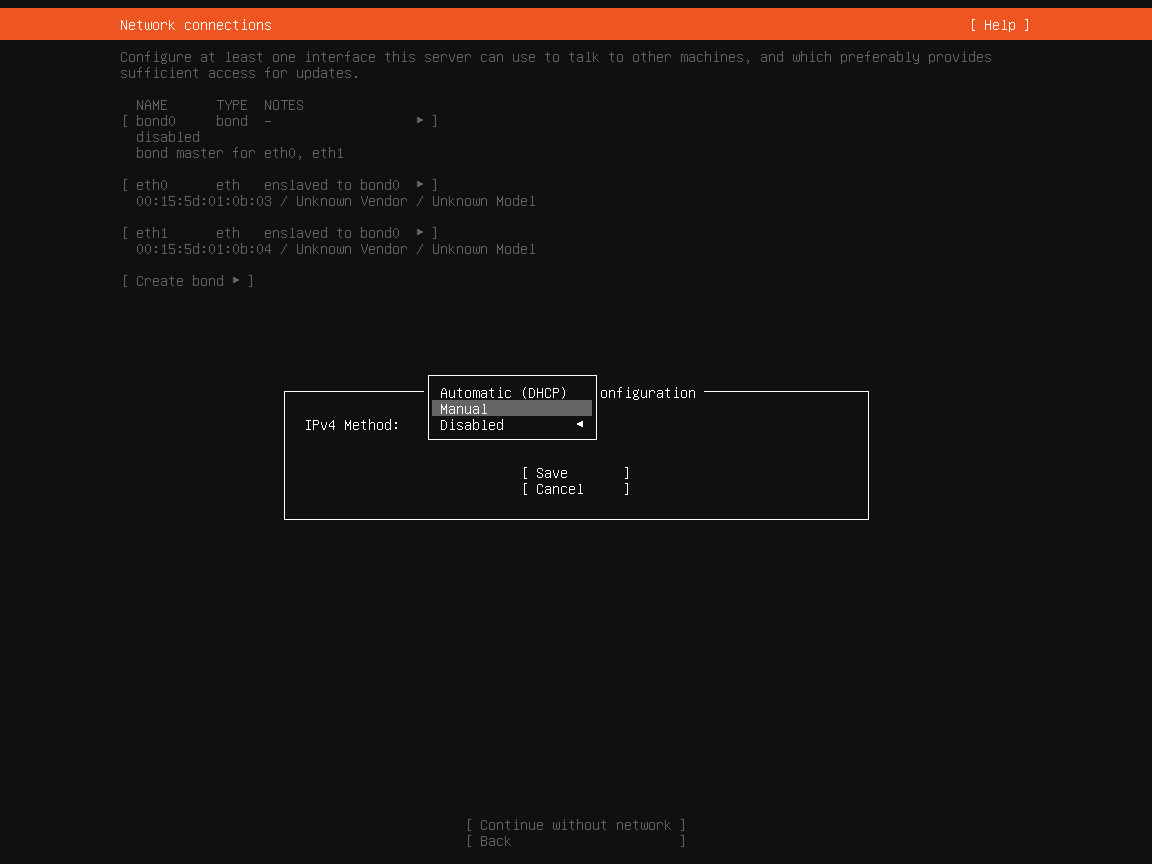 Network connections [ Help ]
Configure at least one interface this server can use to talk to other machines, and which preferably provides
sufficient access for updates.
NAME TYPE NOTES
[ bond0 bond – ▸ ]
disabled
bond master for eth0, eth1
[ eth0 eth enslaved to bond0 ▸ ]
00:15:5d:01:0b:03 / Unknown Vendor / Unknown Model
[ eth1 eth enslaved to bond0 ▸ ]
00:15:5d:01:0b:04 / Unknown Vendor / Unknown Model
[ Create bond ▸ ]
Automatic (DHCP) onfiguration
Manual
IPv4 Method: Disabled ◂
[ Save ]
[ Cancel ]
[ Continue without network ]
[ Back ]